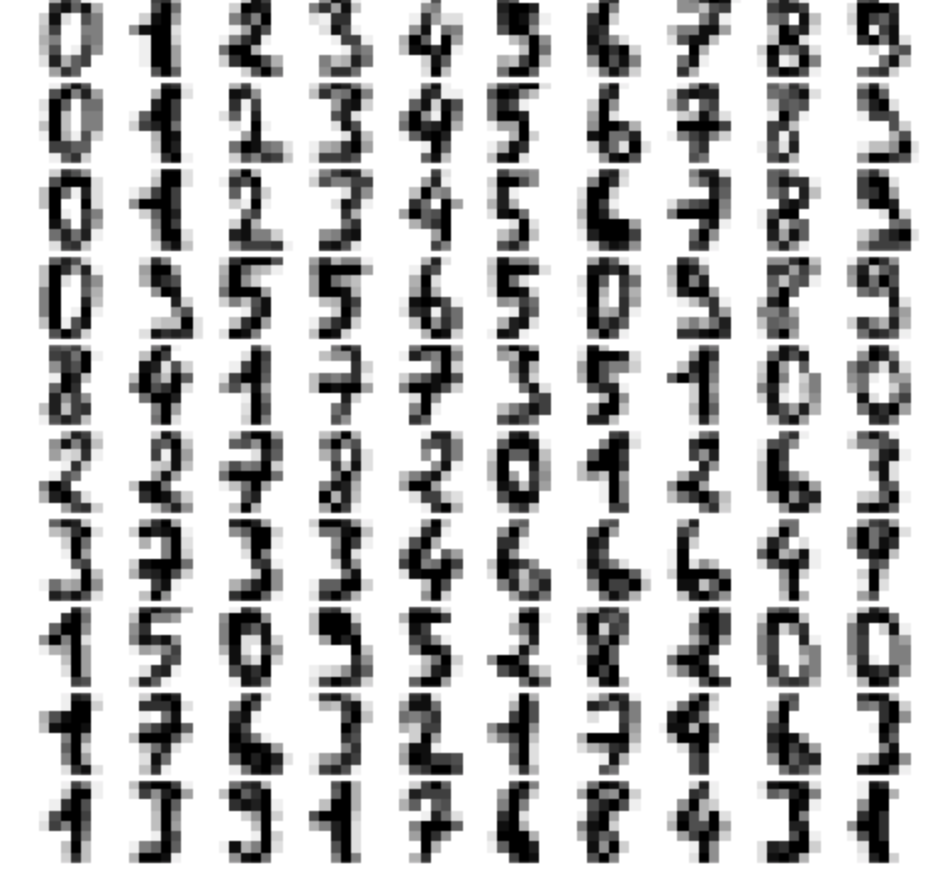 0 1 2 3 4 5 6 7 8 9
0 1 2 3 4 5 6 7 8 9
0 1 2 3 4 5 6 7 8 9
0 9 5 5 6 5 0 9 8 9
8 4 1 7 7 3 5 1 0 0
2 2 7 8 2 0 1 2 6 3
3 7 3 3 4 6 6 6 4 9
1 5 0 9 5 2 8 2 0 0
1 7 6 3 2 1 7 4 6 3
1 3 9 1 7 6 8 4 3 1